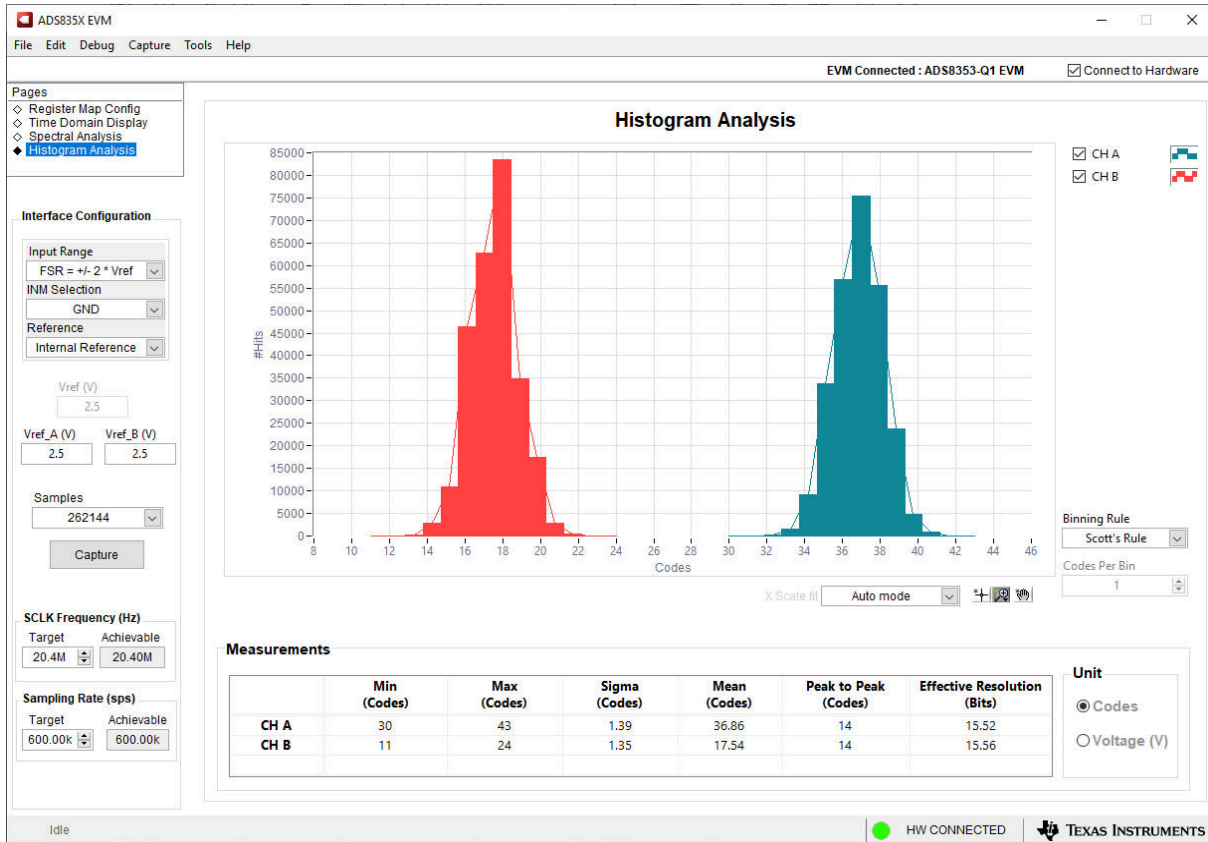 ADS835X EVM
File Edit Debug Capture Tools Help
EVM Connected : ADS8353-Q1 EVM
Connect to Hardware
Pages
Register Map Config
Time Domain Display
Spectral Analysis
Histogram Analysis
Interface Configuration
Input Range
FSR = +/- 2 * Vref
INM Selection
GND
Reference
Internal Reference
Vref (V)
2.5
Vref_A (V) Vref_B (V)
2.5 2.5
Samples
262144
Capture
SCLK Frequency (Hz)
Target Achievable
20.4M 20.40M
Sampling Rate (sps)
Target Achievable
600.00k 600.00k
Histogram Analysis
CH A
CH B
85000
80000
75000
70000
65000
60000
55000
50000
45000
40000
35000
30000
25000
20000
15000
10000
5000
0
#Hits
8 10 12 14 16 18 20 22 24 26 28 30 32 34 36 38 40 42 44 46
Codes
Binning Rule
Scott's Rule
Codes Per Bin
1
X Scale fit Auto mode
Measurements
Min (Codes) Max (Codes) Sigma (Codes) Mean (Codes) Peak to Peak (Codes) Effective Resolution (Bits)
CH A 30 43 1.39 36.86 14 15.52
CH B 11 24 1.35 17.54 14 15.56
Unit
Codes
Voltage (V)
Idle
HW CONNECTED
TEXAS INSTRUMENTS